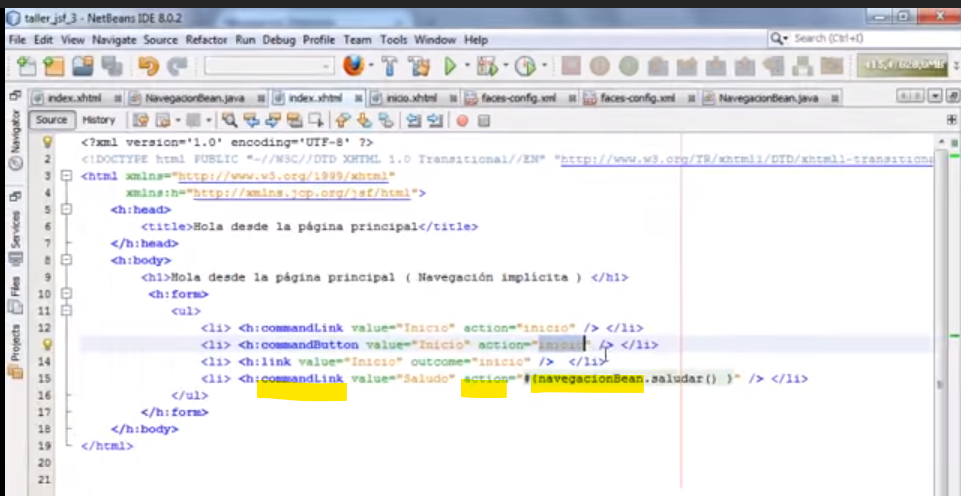 taller_jsf_3 - NetBeans IDE 8.0.2
File Edit View Navigate Source Refactor Run Debug Profile Team Tools Window Help
Search (Ctrl+I)
index.xhtml NavegacionBean.java index.xhtml inicio.xhtml faces-config.xml faces-config.xml NavegacionBean.java
Source History
Navigator
Services
Files
Projects
<?xml version='1.0' encoding='UTF-8' ?>
2 <!DOCTYPE html PUBLIC "-//W3C//DTD XHTML 1.0 Transitional//EN" "http://www.w3.org/TR/xhtml1/DTD/xhtml1-transitiona
3 <html xmlns="http://www.w3.org/1999/xhtml"
4 xmlns:h="http://xmlns.jcp.org/jsf/html">
5 <h:head>
6 <title>Hola desde la página principal</title>
7 </h:head>
8 <h:body>
9 <h1>Hola desde la página principal ( Navegación implícita ) </h1>
10 <h:form>
11 <ul>
12 <li> <h:commandLink value="Inicio" action="inicio" /> </li>
<li> <h:commandButton value="Inicio" action="inicio" /> </li>
14 <li> <h:link value="Inicio" outcome="inicio" /> </li>
15 <li> <h:commandLink value="Saludo" action="#{navegacionBean.saludar() }" /> </li>
16 </ul>
17 </h:form>
18 </h:body>
19 </html>
20
21